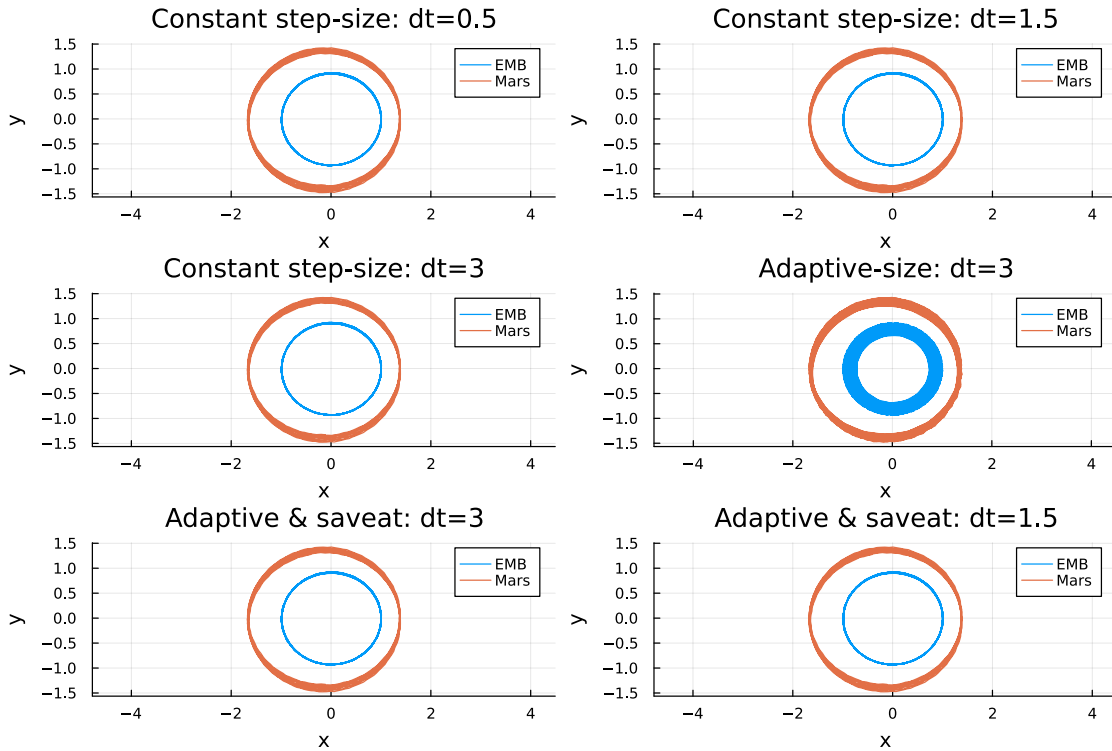 Constant step-size: dt=0.5
1.5
1.0
0.5
0.0
−0.5
−1.0
−1.5
y
EMB
Mars
−4
−2
0
2
4
x
Constant step-size: dt=1.5
1.5
1.0
0.5
0.0
−0.5
−1.0
−1.5
y
EMB
Mars
−4
−2
0
2
4
x
Constant step-size: dt=3
1.5
1.0
0.5
0.0
−0.5
−1.0
−1.5
y
EMB
Mars
−4
−2
0
2
4
x
Adaptive-size: dt=3
1.5
1.0
0.5
0.0
−0.5
−1.0
−1.5
y
EMB
Mars
−4
−2
0
2
4
x
Adaptive & saveat: dt=3
1.5
1.0
0.5
0.0
−0.5
−1.0
−1.5
y
EMB
Mars
−4
−2
0
2
4
x
Adaptive & saveat: dt=1.5
1.5
1.0
0.5
0.0
−0.5
−1.0
−1.5
y
EMB
Mars
−4
−2
0
2
4
x